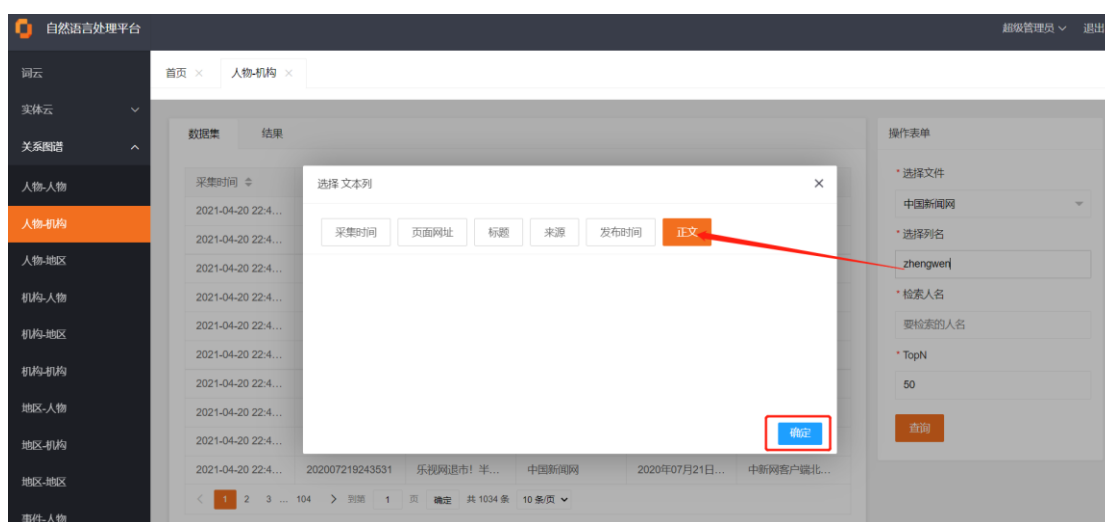 自然语言处理平台
超级管理员
退出
词云
实体云
关系图谱
人物-人物
人物-机构
人物-地区
机构-人物
机构-地区
机构-机构
地区-人物
地区-机构
地区-地区
事件-人物
首页 × 人物-机构 ×
数据集 结果
采集时间
2021-04-20 22:4...
2021-04-20 22:4...
2021-04-20 22:4...
2021-04-20 22:4...
2021-04-20 22:4...
2021-04-20 22:4...
2021-04-20 22:4...
2021-04-20 22:4...
2021-04-20 22:4...
2021-04-20 22:4... 202007219243531 乐视网退市！半... 中国新闻网 2020年07月21日... 中新网客户端北...
< 1 2 3 ... 104 > 到第 1 页 确定 共 1034 条 10 条/页
选择 文本列 ×
采集时间 页面网址 标题 来源 发布时间 正文
确定
操作表单
* 选择文件
中国新闻网
* 选择列名
zhengwen
* 检索人名
要检索的人名
* TopN
50
查询